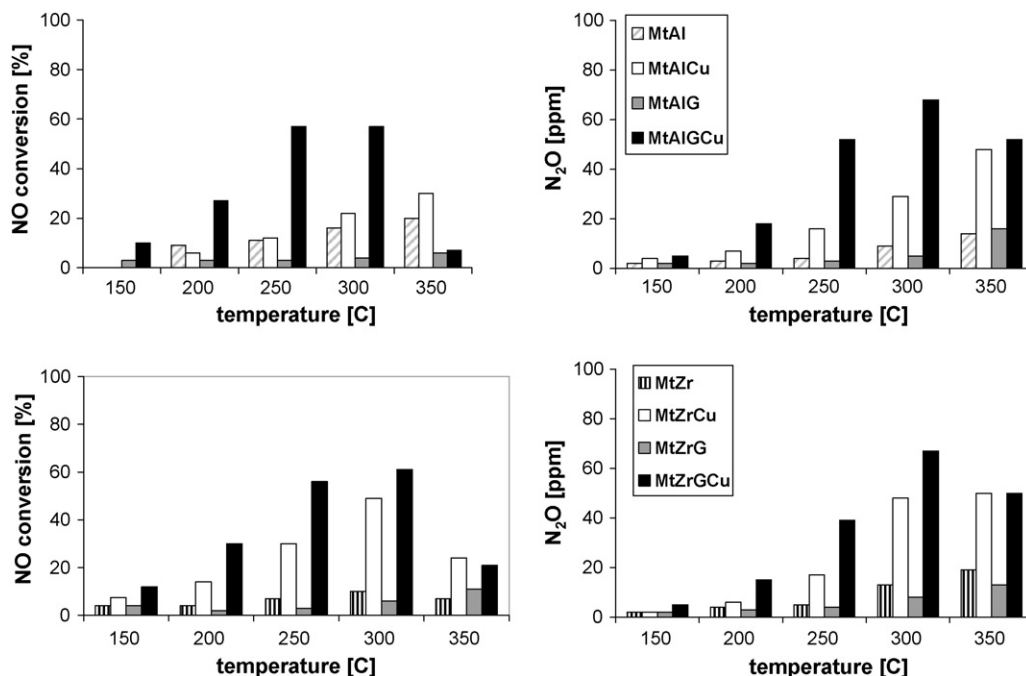 NO conversion [%]
100
80
60
40
20
0
150 200 250 300 350
temperature [C]
N₂O [ppm]
100
80
60
40
20
0
MtAl
MtAlCu
MtAlG
MtAlGCu
150 200 250 300 350
temperature [C]
NO conversion [%]
100
80
60
40
20
0
150 200 250 300 350
temperature [C]
N₂O [ppm]
100
80
60
40
20
0
MtZr
MtZrCu
MtZrG
MtZrGCu
150 200 250 300 350
temperature [C]